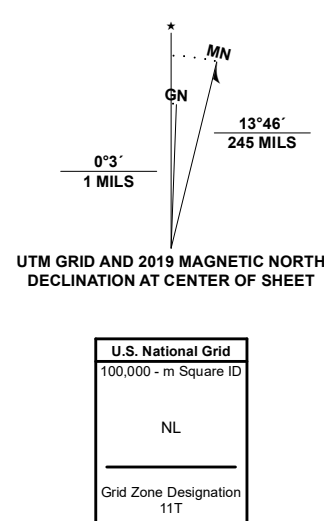 ★
MN
GN
13°46´
245 MILS
0°3´
1 MILS
UTM GRID AND 2019 MAGNETIC NORTH
DECLINATION AT CENTER OF SHEET
U.S. National Grid
100,000 - m Square ID
NL
Grid Zone Designation
11T